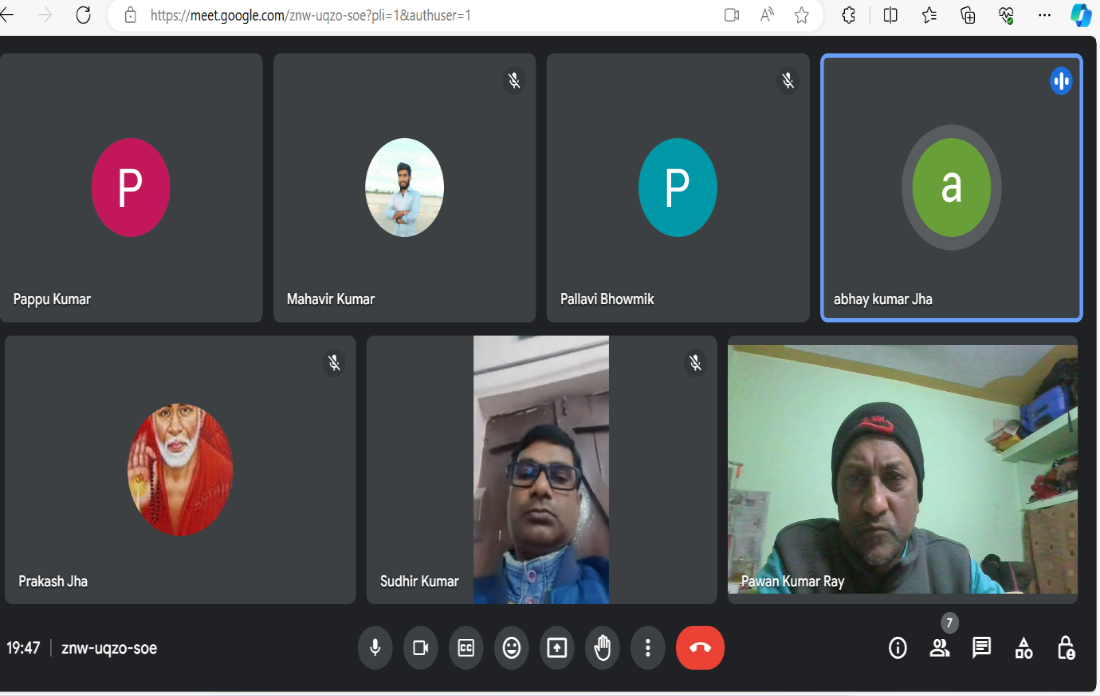 https://meet.google.com/znw-uqzo-soe?pli=1&authuser=1
P
P
a
Pappu Kumar
Mahavir Kumar
Pallavi Bhowmik
abhay kumar Jha
Prakash Jha
Sudhir Kumar
Pawan Kumar Ray
7
19:47 | znw-uqzo-soe
CC